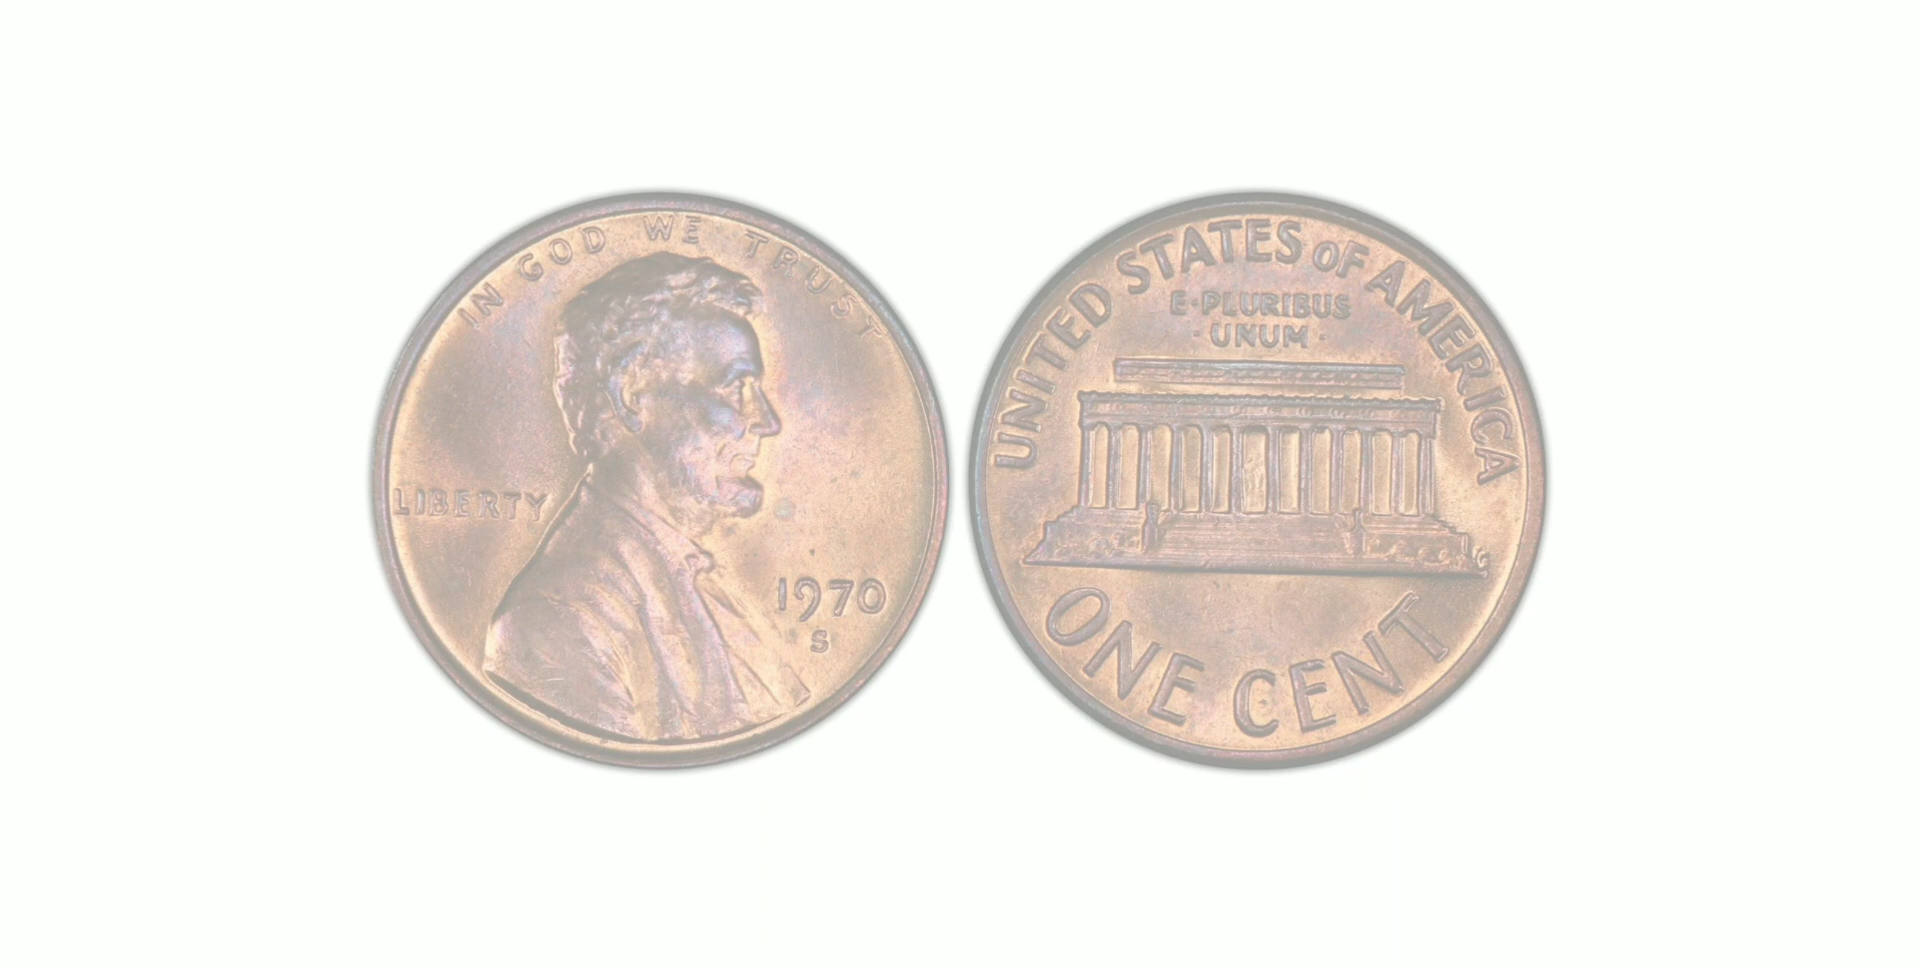 IN GOD WE TRUST
LIBERTY
1970
S
UNITED STATES OF AMERICA
E·PLURIBUS
·UNUM·
ONE CENT